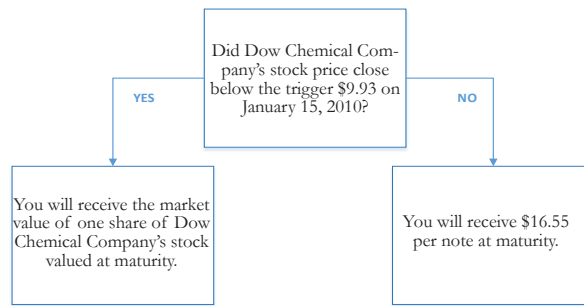 Did Dow Chemical Com-
pany's stock price close
below the trigger $9.93 on
January 15, 2010?
YES
NO
You will receive the market
value of one share of Dow
Chemical Company's stock
valued at maturity.
You will receive $16.55
per note at maturity.